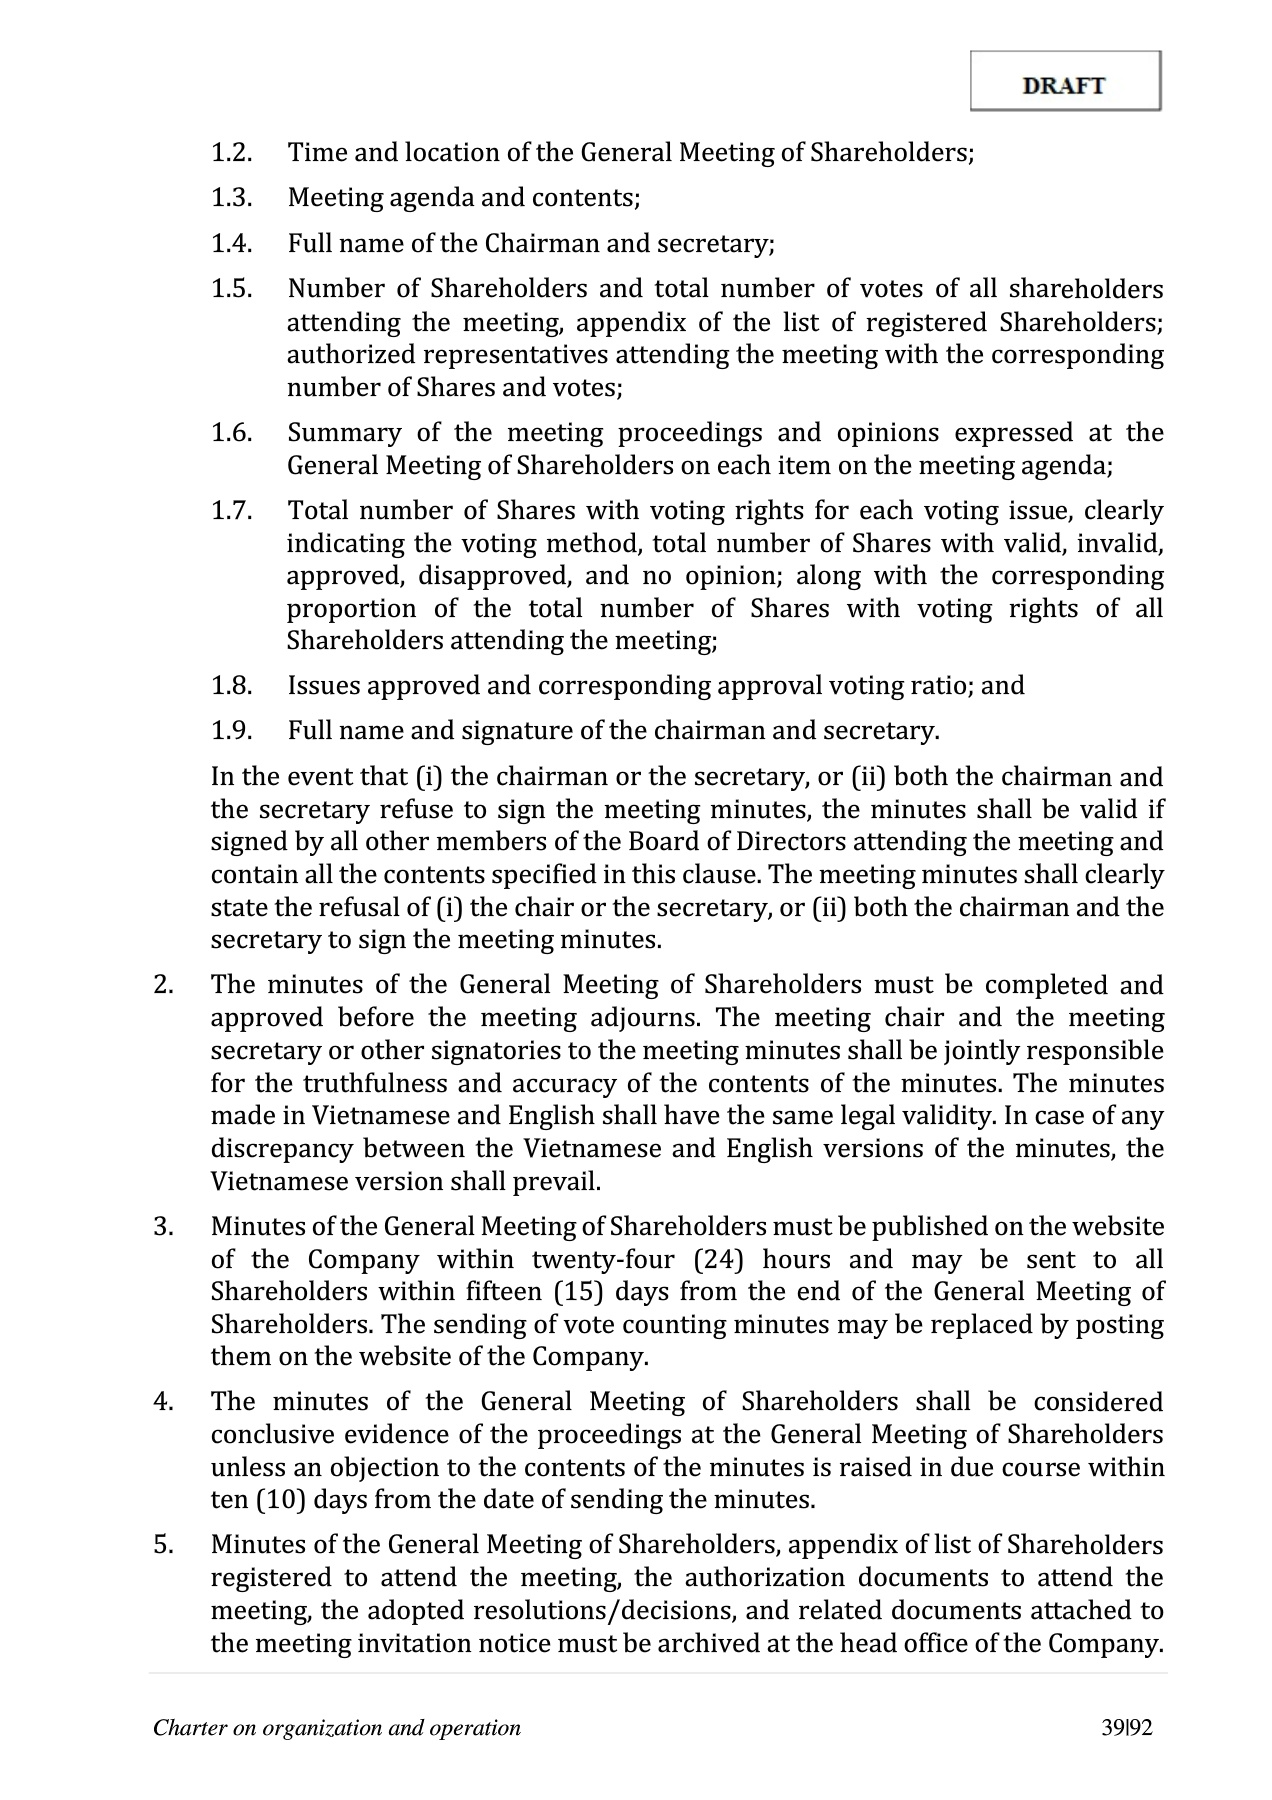 DRAFT
1.2. Time and location of the General Meeting of Shareholders;
1.3. Meeting agenda and contents;
1.4. Full name of the Chairman and secretary;
1.5. Number of Shareholders and total number of votes of all shareholders
attending the meeting, appendix of the list of registered Shareholders;
authorized representatives attending the meeting with the corresponding
number of Shares and votes;
1.6. Summary of the meeting proceedings and opinions expressed at the
General Meeting of Shareholders on each item on the meeting agenda;
1.7. Total number of Shares with voting rights for each voting issue, clearly
indicating the voting method, total number of Shares with valid, invalid,
approved, disapproved, and no opinion; along with the corresponding
proportion of the total number of Shares with voting rights of all
Shareholders attending the meeting;
1.8. Issues approved and corresponding approval voting ratio; and
1.9. Full name and signature of the chairman and secretary.
In the event that (i) the chairman or the secretary, or (ii) both the chairman and
the secretary refuse to sign the meeting minutes, the minutes shall be valid if
signed by all other members of the Board of Directors attending the meeting and
contain all the contents specified in this clause. The meeting minutes shall clearly
state the refusal of (i) the chair or the secretary, or (ii) both the chairman and the
secretary to sign the meeting minutes.
2. The minutes of the General Meeting of Shareholders must be completed and
approved before the meeting adjourns. The meeting chair and the meeting
secretary or other signatories to the meeting minutes shall be jointly responsible
for the truthfulness and accuracy of the contents of the minutes. The minutes
made in Vietnamese and English shall have the same legal validity. In case of any
discrepancy between the Vietnamese and English versions of the minutes, the
Vietnamese version shall prevail.
3. Minutes of the General Meeting of Shareholders must be published on the website
of the Company within twenty-four (24) hours and may be sent to all
Shareholders within fifteen (15) days from the end of the General Meeting of
Shareholders. The sending of vote counting minutes may be replaced by posting
them on the website of the Company.
4. The minutes of the General Meeting of Shareholders shall be considered
conclusive evidence of the proceedings at the General Meeting of Shareholders
unless an objection to the contents of the minutes is raised in due course within
ten (10) days from the date of sending the minutes.
5. Minutes of the General Meeting of Shareholders, appendix of list of Shareholders
registered to attend the meeting, the authorization documents to attend the
meeting, the adopted resolutions/decisions, and related documents attached to
the meeting invitation notice must be archived at the head office of the Company.
Charter on organization and operation 39|92